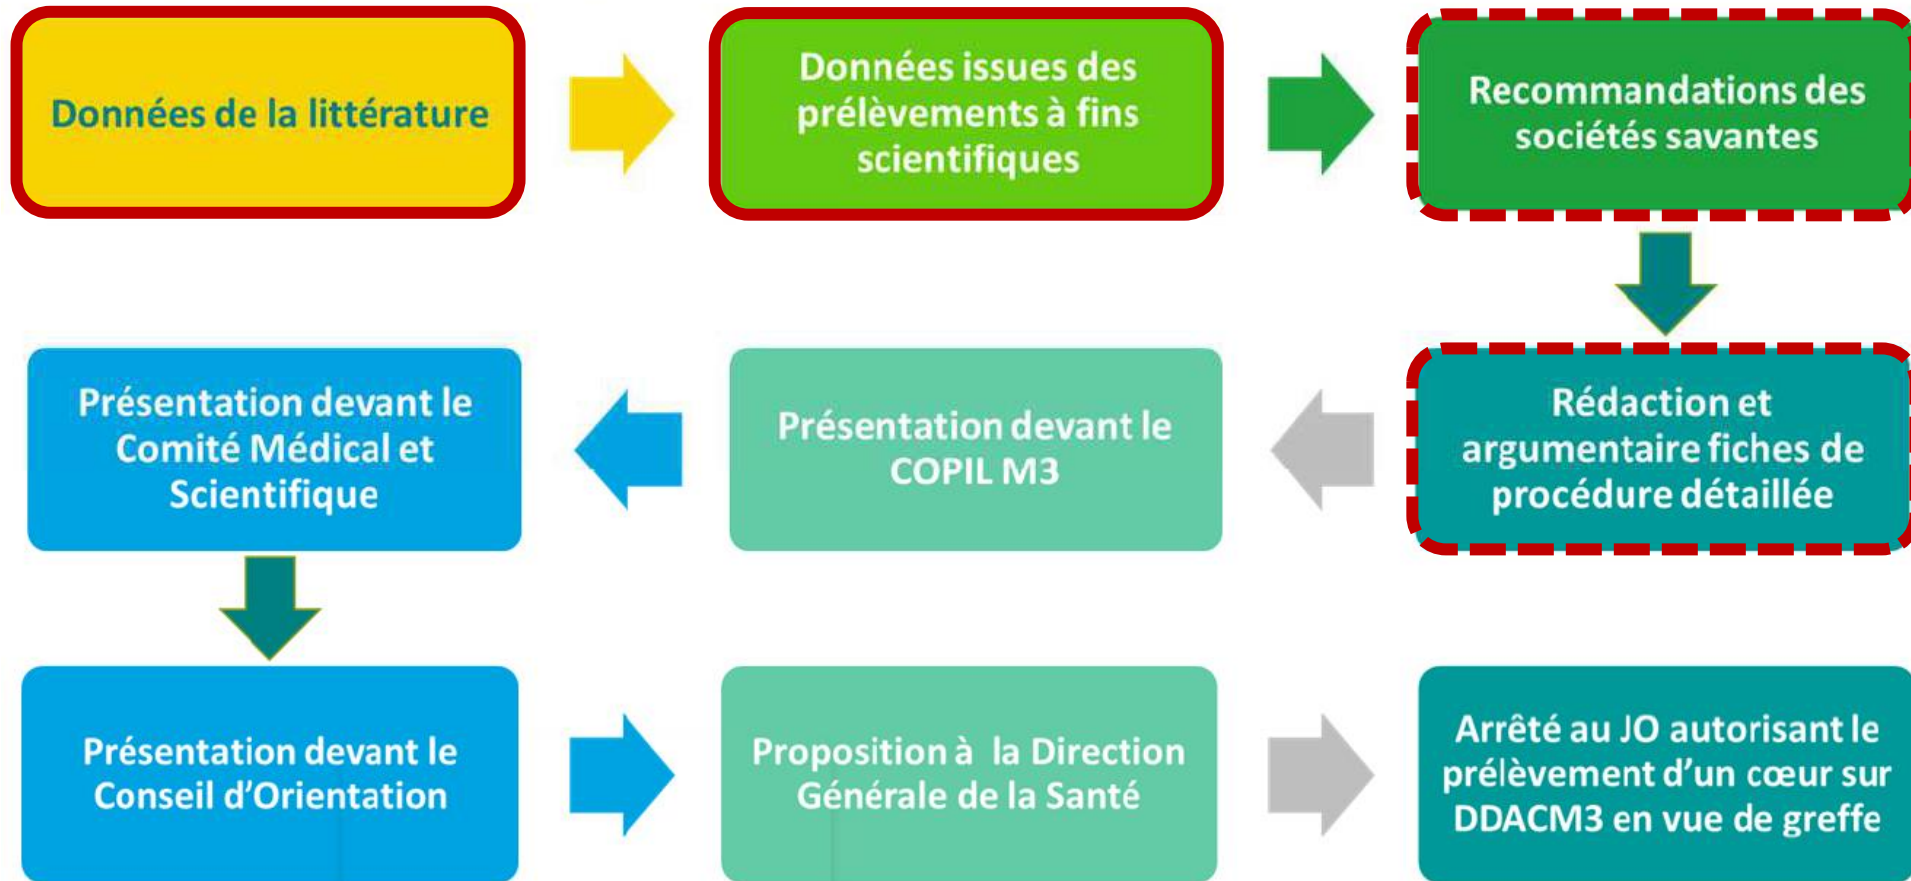 Données de la littérature
Données issues des
prélèvements à fins
scientifiques
Recommandations des
sociétés savantes
Rédaction et
argumentaire fiches de
procédure détaillée
Présentation devant le
COPIL M3
Présentation devant le
Comité Médical et
Scientifique
Présentation devant le
Conseil d'Orientation
Proposition à la Direction
Générale de la Santé
Arrêté au JO autorisant le
prélèvement d'un cœur sur
DDACM3 en vue de greffe